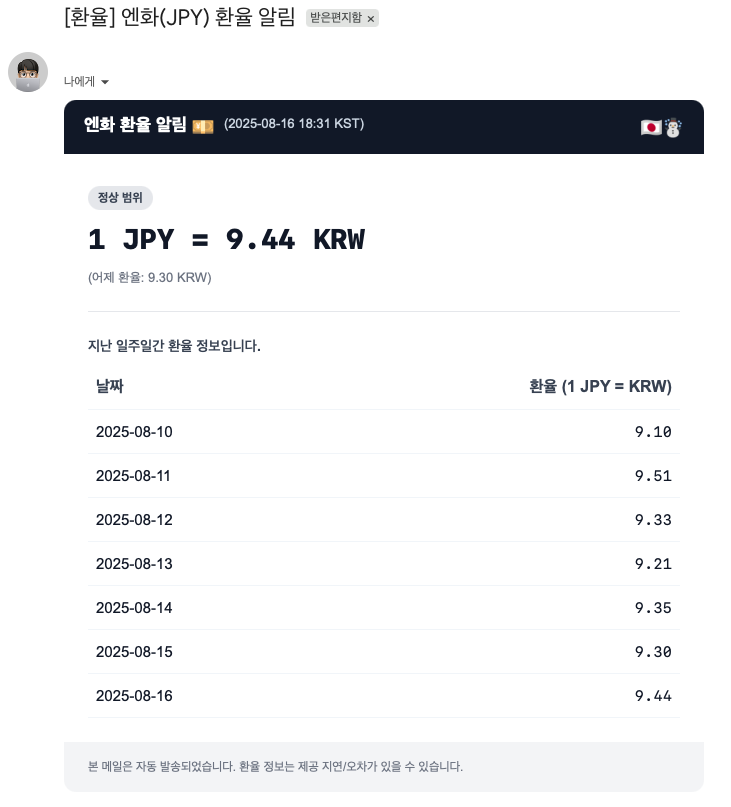 [환율] 엔화(JPY) 환율 알림 받은편지함 ×
나에게
엔화 환율 알림 💴 (2025-08-16 18:31 KST) 🇯🇵☃️
정상 범위
1 JPY = 9.44 KRW
(어제 환율: 9.30 KRW)
지난 일주일간 환율 정보입니다.
날짜 환율 (1 JPY = KRW)
2025-08-10 9.10
2025-08-11 9.51
2025-08-12 9.33
2025-08-13 9.21
2025-08-14 9.35
2025-08-15 9.30
2025-08-16 9.44
본 메일은 자동 발송되었습니다. 환율 정보는 제공 지연/오차가 있을 수 있습니다.